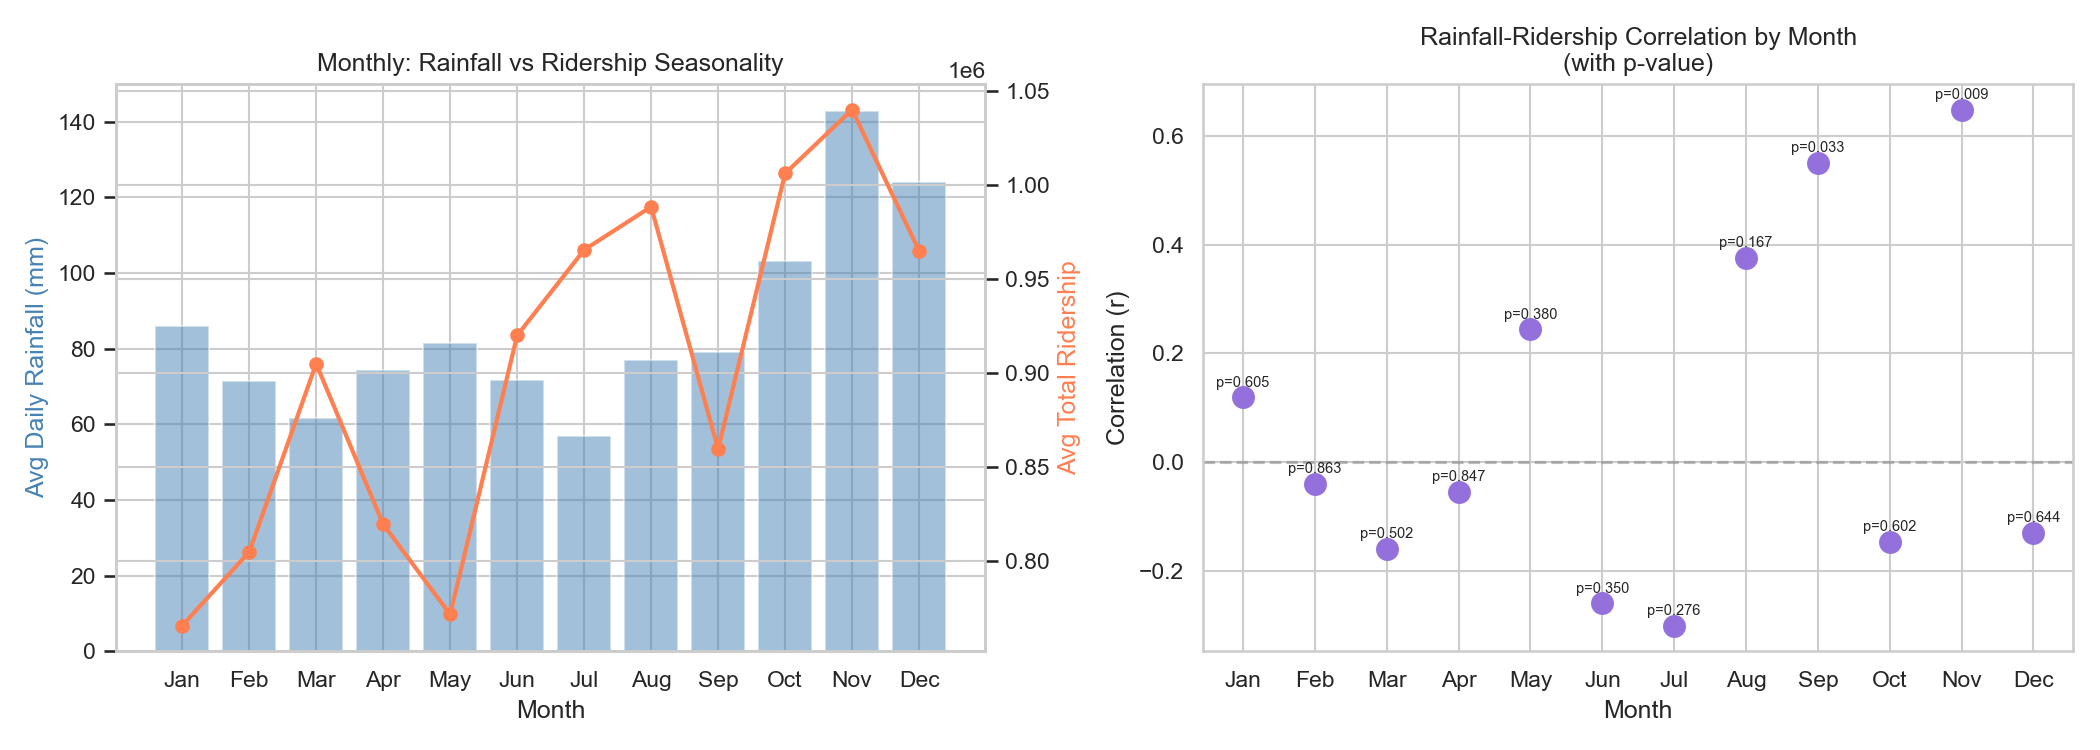 Monthly: Rainfall vs Ridership Seasonality
1e6
Avg Daily Rainfall (mm)
140
120
100
80
60
40
20
0
1.05
1.00
0.95
0.90
0.85
0.80
Avg Total Ridership
Jan Feb Mar Apr May Jun Jul Aug Sep Oct Nov Dec
Month
Rainfall-Ridership Correlation by Month
(with p-value)
Correlation (r)
0.6
0.4
0.2
0.0
−0.2
p=0.605
p=0.863
p=0.502
p=0.847
p=0.380
p=0.350
p=0.276
p=0.167
p=0.033
p=0.602
p=0.009
p=0.644
Jan Feb Mar Apr May Jun Jul Aug Sep Oct Nov Dec
Month